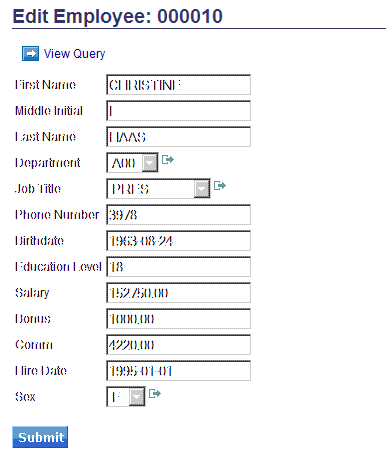 Edit Employee: 000010
View Query
First Name CHRISTINE
Middle Initial I
Last Name HAAS
Department A00
Job Title PRES
Phone Number 3978
Birthdate 1963-08-24
Education Level 18
Salary 152750.00
Bonus 1000.00
Comm 4220.00
Hire Date 1995-01-01
Sex F
Submit